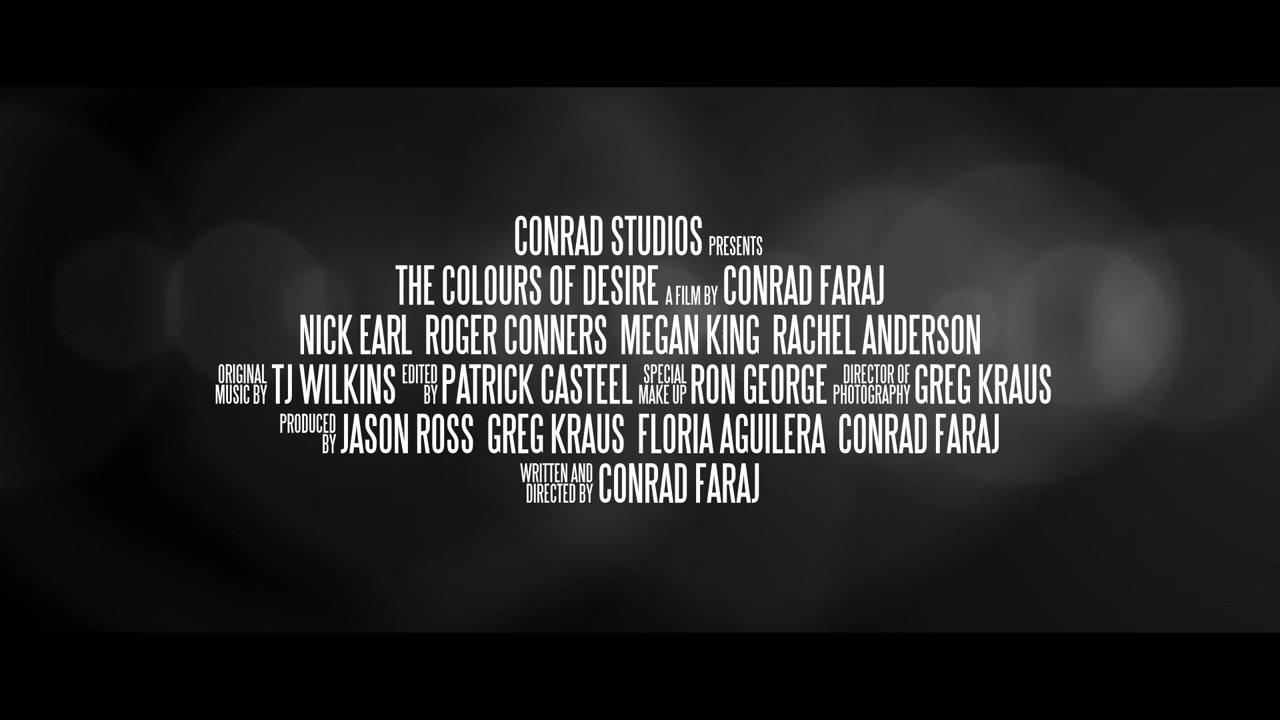 CONRAD STUDIOS PRESENTS
THE COLOURS OF DESIRE A FILM BY CONRAD FARAJ
NICK EARL ROGER CONNERS MEGAN KING RACHEL ANDERSON
ORIGINAL MUSIC BY TJ WILKINS EDITED BY PATRICK CASTEEL SPECIAL MAKE UP RON GEORGE DIRECTOR OF PHOTOGRAPHY GREG KRAUS
PRODUCED BY JASON ROSS GREG KRAUS FLORIA AGUILERA CONRAD FARAJ
WRITTEN AND DIRECTED BY CONRAD FARAJ